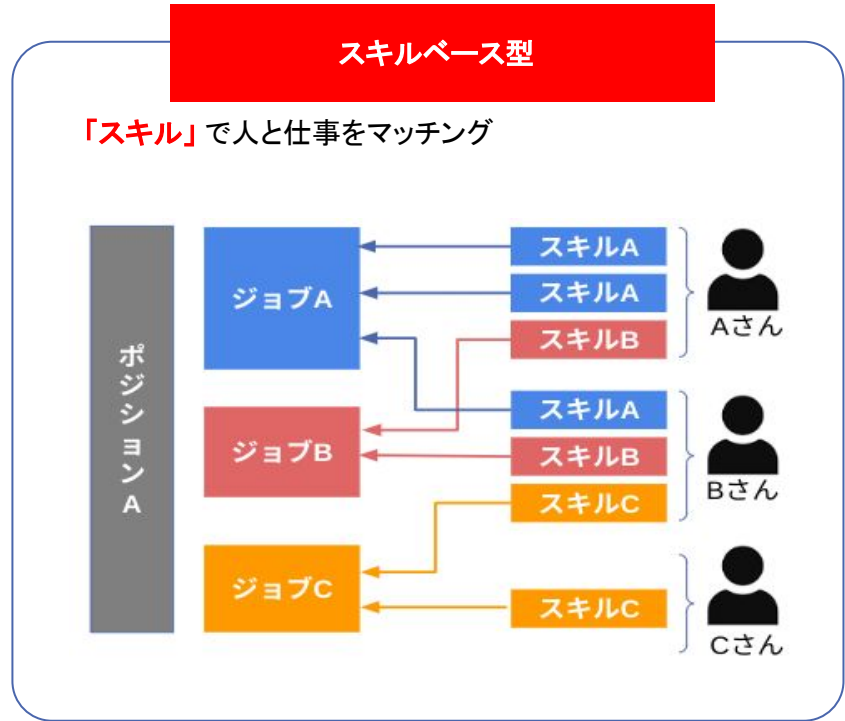 スキルベース型
「スキル」で人と仕事をマッチング
ポジションA
ジョブA
ジョブB
ジョブC
スキルA
スキルA
スキルB
Aさん
スキルA
スキルB
スキルC
Bさん
スキルC
Cさん